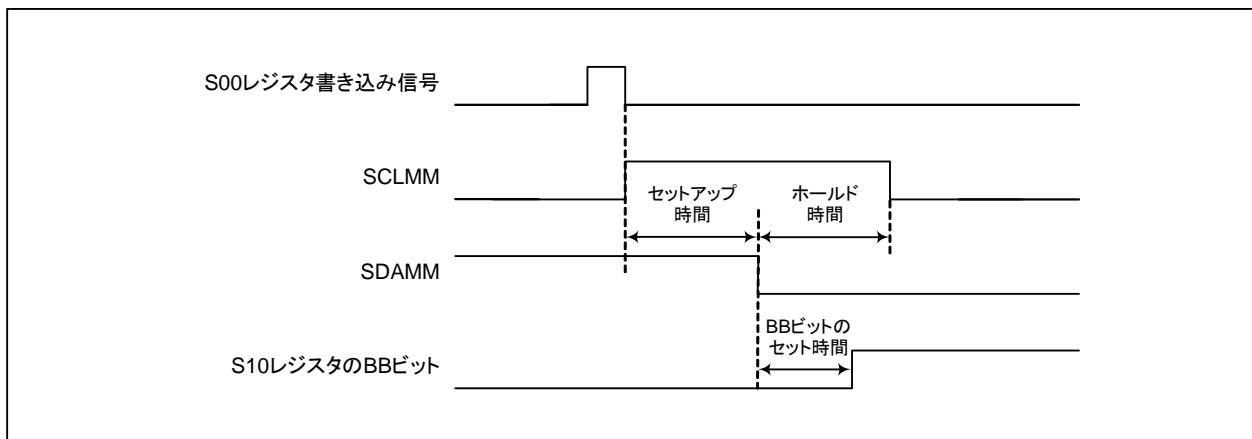 S00レジスタ書き込み信号
SCLMM
セットアップ
時間
ホールド
時間
SDAMM
BBビットの
セット時間
S10レジスタのBBビット